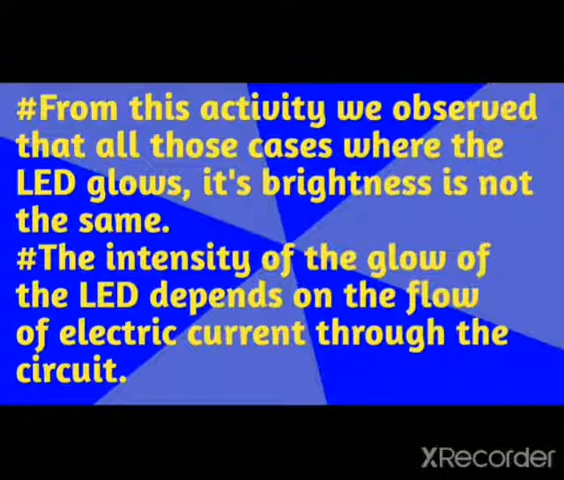 #From this activity we observed
that all those cases where the
LED glows, it's brightness is not
the same.
#The intensity of the glow of
the LED depends on the flow
of electric current through the
circuit.
XRecorder